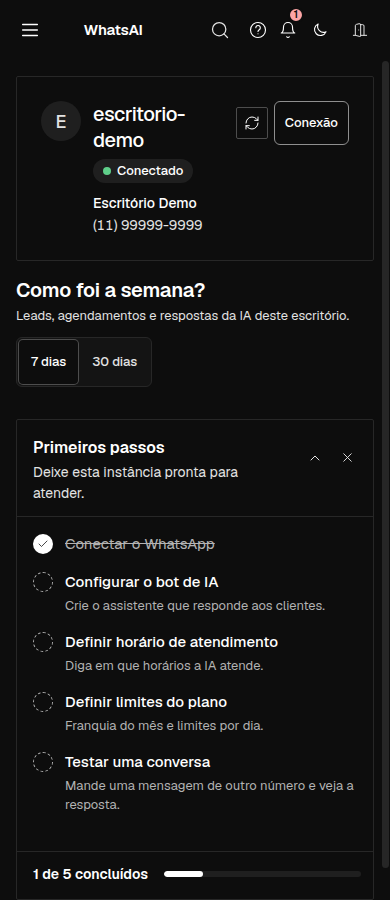 WhatsAI
1
E
escritorio-
demo
Conexão
Conectado
Escritório Demo
(11) 99999-9999
Como foi a semana?
Leads, agendamentos e respostas da IA deste escritório.
7 dias
30 dias
Primeiros passos
Deixe esta instância pronta para
atender.
Conectar o WhatsApp
Configurar o bot de IA
Crie o assistente que responde aos clientes.
Definir horário de atendimento
Diga em que horários a IA atende.
Definir limites do plano
Franquia do mês e limites por dia.
Testar uma conversa
Mande uma mensagem de outro número e veja a
resposta.
1 de 5 concluídos